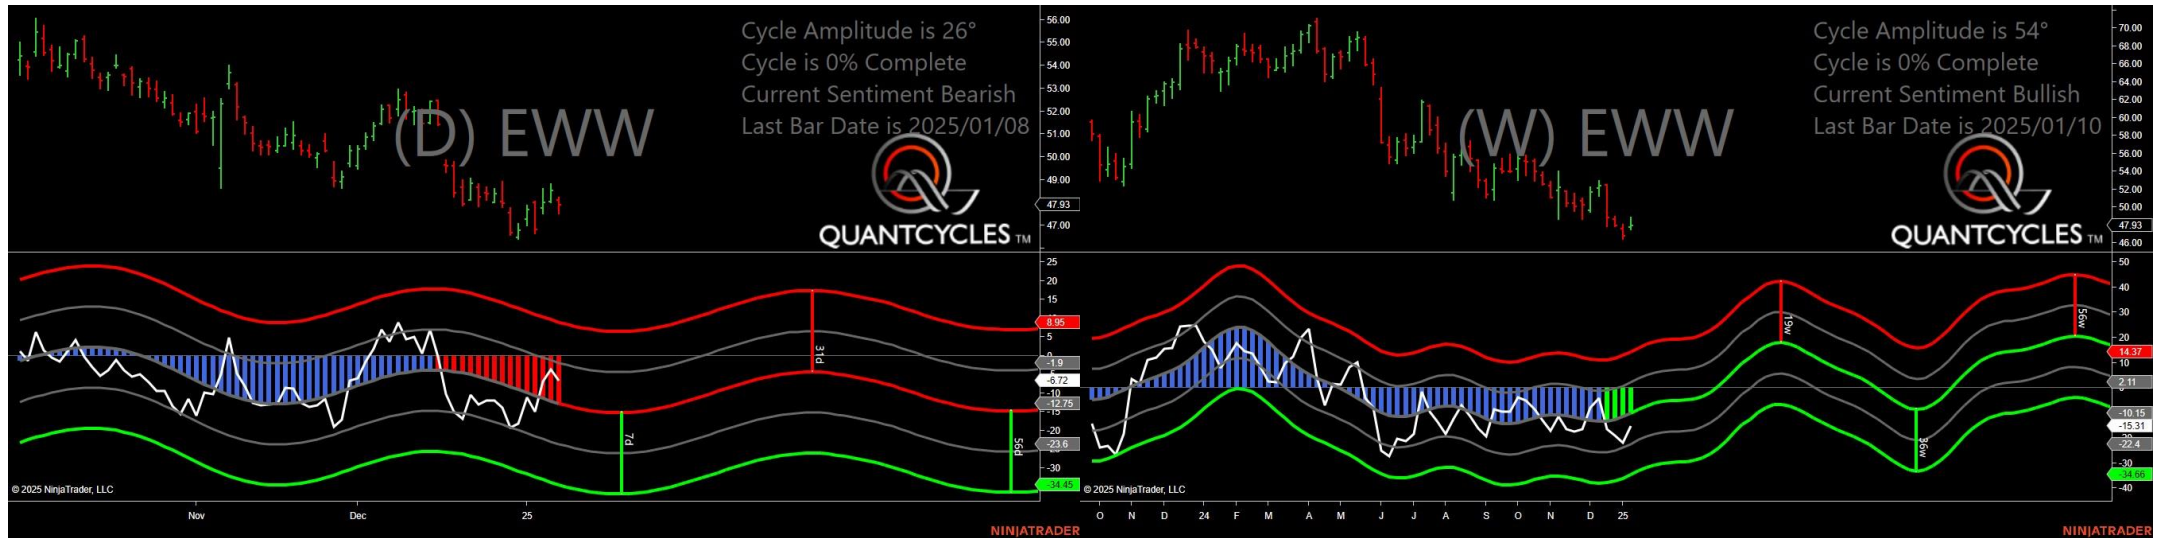 Cycle Amplitude is 26°
Cycle is 0% Complete
Current Sentiment Bearish
Last Bar Date is 2025/01/08
(D) EWW
QUANTCYCLES TM
56.00
55.00
54.00
53.00
52.00
51.00
50.00
49.00
47.93
47.00
25
20
15
8.95
5
-1.9
-6.72
-10
-12.75
-15
-20
-23.6
-30
-34.45
7d
31d
56d
© 2025 NinjaTrader, LLC
Nov
Dec
25
NINJATRADER
Cycle Amplitude is 54°
Cycle is 0% Complete
Current Sentiment Bullish
Last Bar Date is 2025/01/10
(W) EWW
QUANTCYCLES TM
70.00
68.00
66.00
64.00
62.00
60.00
58.00
56.00
54.00
52.00
50.00
47.93
46.00
50
40
30
20
14.37
10
2.11
-10.15
-15.31
-22.4
-30
-34.66
-40
19w
36w
56w
© 2025 NinjaTrader, LLC
O N D 24 F M A M J J A S O N D 25
NINJATRADER